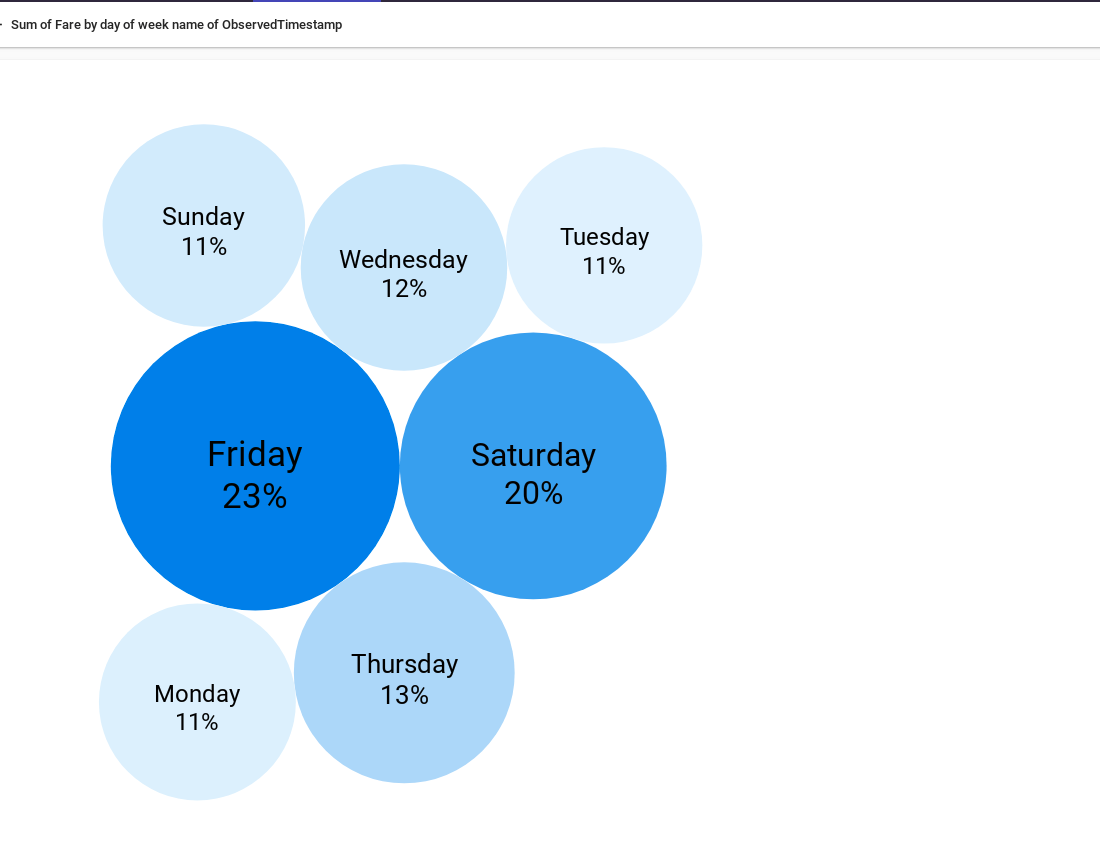 Sum of Fare by day of week name of ObservedTimestamp
Sunday
11%
Wednesday
12%
Tuesday
11%
Friday
23%
Saturday
20%
Thursday
13%
Monday
11%